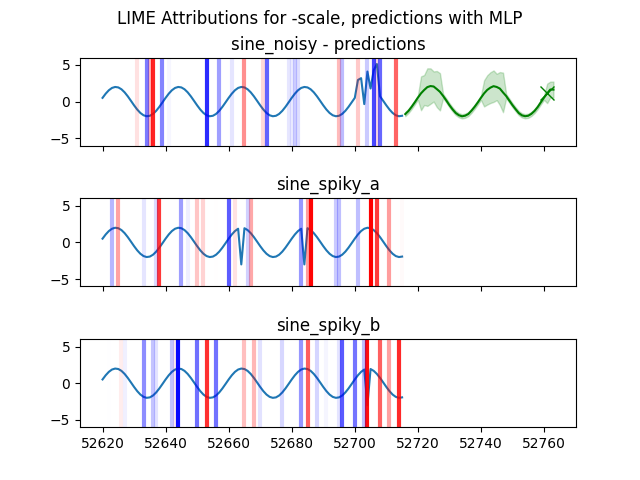 LIME Attributions for -scale, predictions with MLP
sine_noisy - predictions
5
0
−5
sine_spiky_a
5
0
−5
sine_spiky_b
5
0
−5
52620 52640 52660 52680 52700 52720 52740 52760